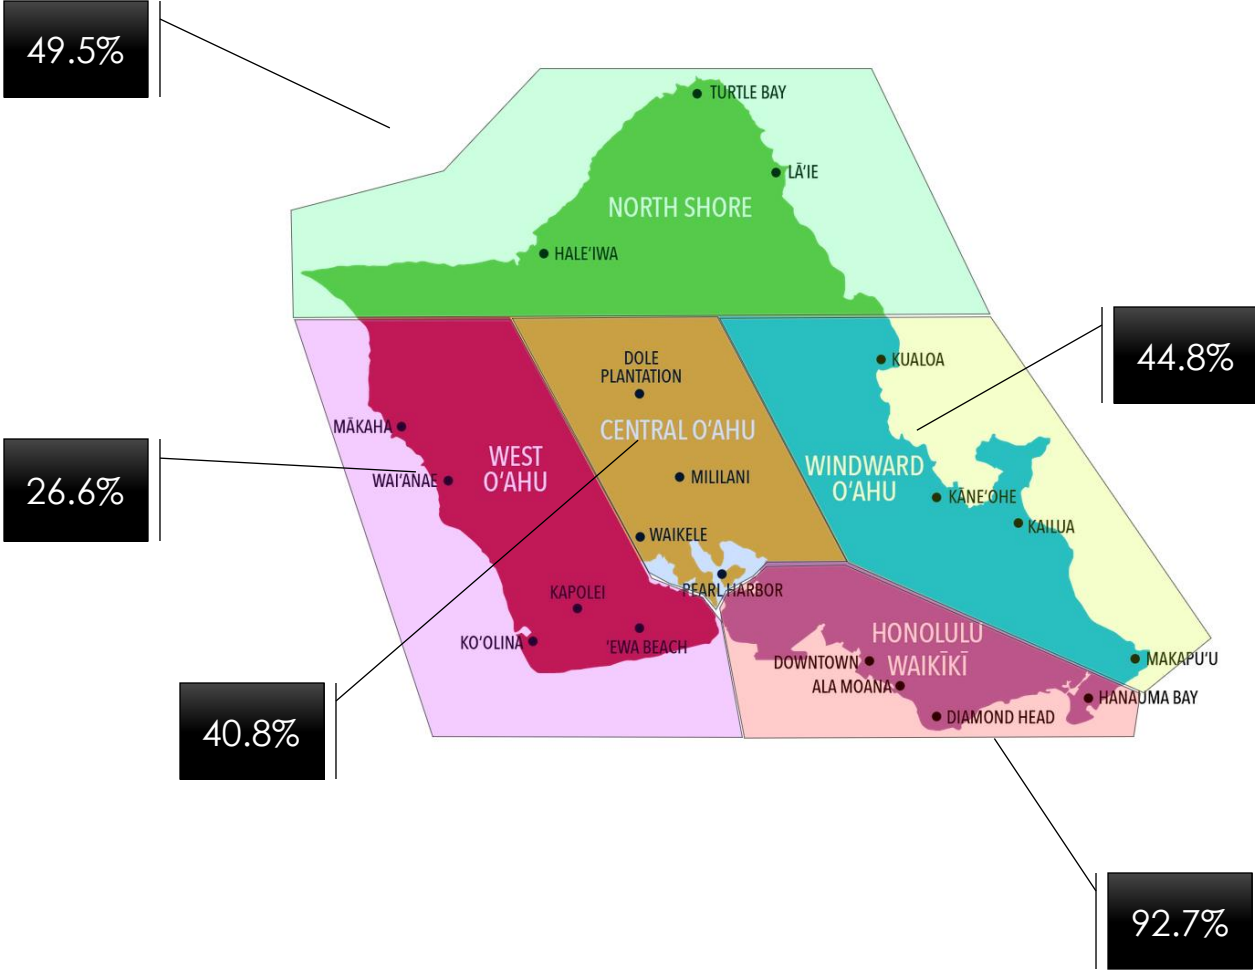 49.5%
TURTLE BAY
LĀ'IE
NORTH SHORE
HALE'IWA
44.8%
KUALOA
DOLE
PLANTATION
CENTRAL O'AHU
MĀKAHA
WEST
O'AHU
WAI'ANAE
26.6%
MILILANI
WINDWARD
O'AHU
KĀNE'OHE
KAILUA
WAIKELE
PEARL HARBOR
KAPOLEI
KO'OLINA
'EWA BEACH
HONOLULU
WAIKĪKĪ
DOWNTOWN
ALA MOANA
DIAMOND HEAD
MAKAPU'U
HANAUMA BAY
40.8%
92.7%